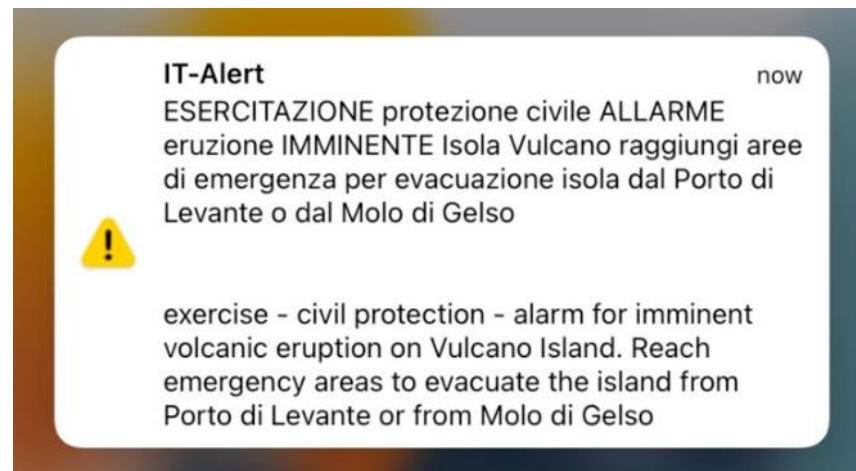 IT-Alert now
ESERCITAZIONE protezione civile ALLARME
eruzione IMMINENTE Isola Vulcano raggiungi aree
di emergenza per evacuazione isola dal Porto di
Levante o dal Molo di Gelso
exercise - civil protection - alarm for imminent
volcanic eruption on Vulcano Island. Reach
emergency areas to evacuate the island from
Porto di Levante or from Molo di Gelso